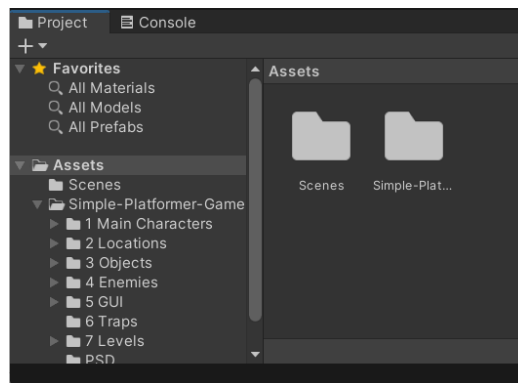 Project
Console
Favorites
All Materials
All Models
All Prefabs
Assets
Scenes
Simple-Platformer-Game
1 Main Characters
2 Locations
3 Objects
4 Enemies
5 GUI
6 Traps
7 Levels
PSD
Assets
Scenes
Simple-Plat...